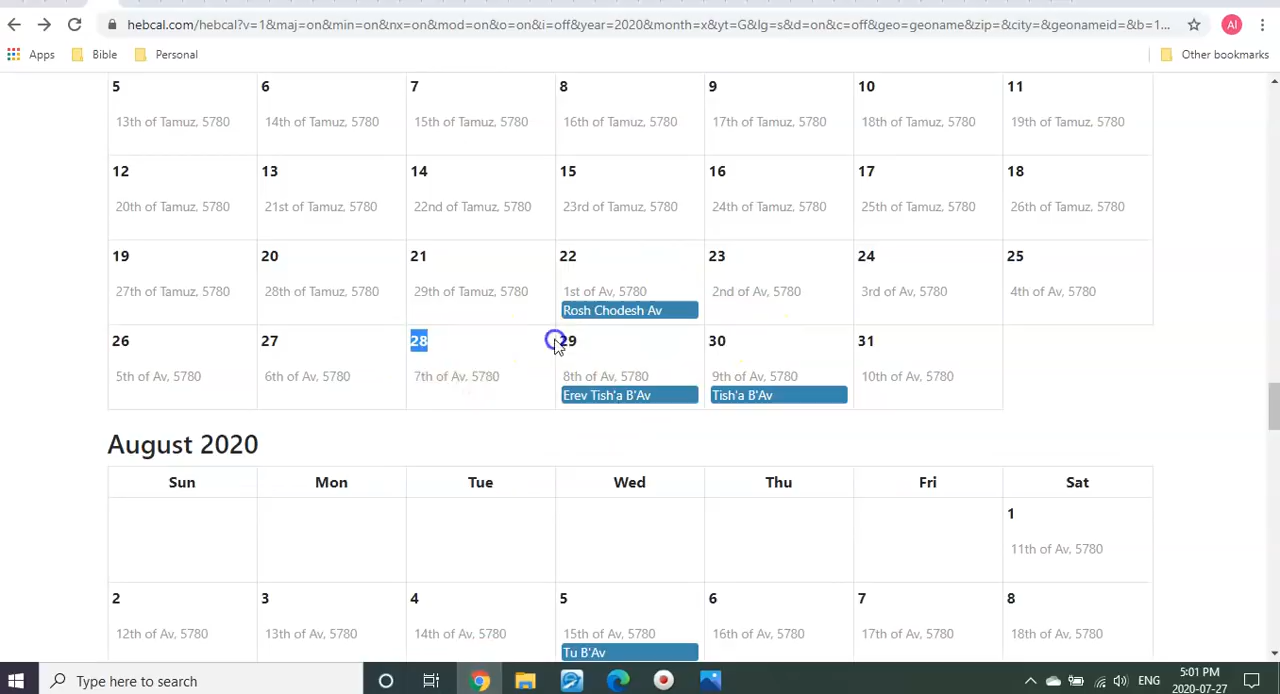 hebcal.com/hebcal?v=1&maj=on&min=on&nx=on&mod=on&o=on&i=off&year=2020&month=x&yt=G&lg=s&d=on&c=off&geo=geoname&zip=&city=&geonameid=&b=1...
AI
Apps Bible Personal Other bookmarks
5 6 7 8 9 10 11
13th of Tamuz, 5780 14th of Tamuz, 5780 15th of Tamuz, 5780 16th of Tamuz, 5780 17th of Tamuz, 5780 18th of Tamuz, 5780 19th of Tamuz, 5780
12 13 14 15 16 17 18
20th of Tamuz, 5780 21st of Tamuz, 5780 22nd of Tamuz, 5780 23rd of Tamuz, 5780 24th of Tamuz, 5780 25th of Tamuz, 5780 26th of Tamuz, 5780
19 20 21 22 23 24 25
27th of Tamuz, 5780 28th of Tamuz, 5780 29th of Tamuz, 5780 1st of Av, 5780 2nd of Av, 5780 3rd of Av, 5780 4th of Av, 5780
Rosh Chodesh Av
26 27 28 29 30 31
5th of Av, 5780 6th of Av, 5780 7th of Av, 5780 8th of Av, 5780 9th of Av, 5780 10th of Av, 5780
Erev Tish'a B'Av Tish'a B'Av
August 2020
Sun Mon Tue Wed Thu Fri Sat
1
11th of Av, 5780
2 3 4 5 6 7 8
12th of Av, 5780 13th of Av, 5780 14th of Av, 5780 15th of Av, 5780 16th of Av, 5780 17th of Av, 5780 18th of Av, 5780
Tu B'Av
Type here to search
ENG
5:01 PM
2020-07-27